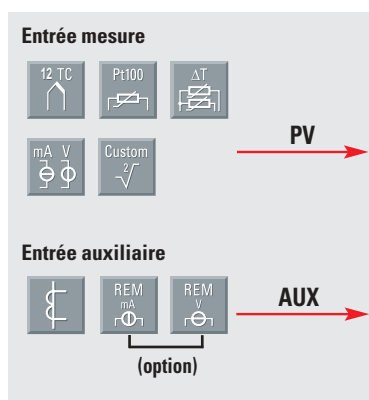 Entrée mesure
12 TC Pt100 ΔT
mA V Custom
2√
PV
Entrée auxiliaire
REM mA REM V
AUX
(option)